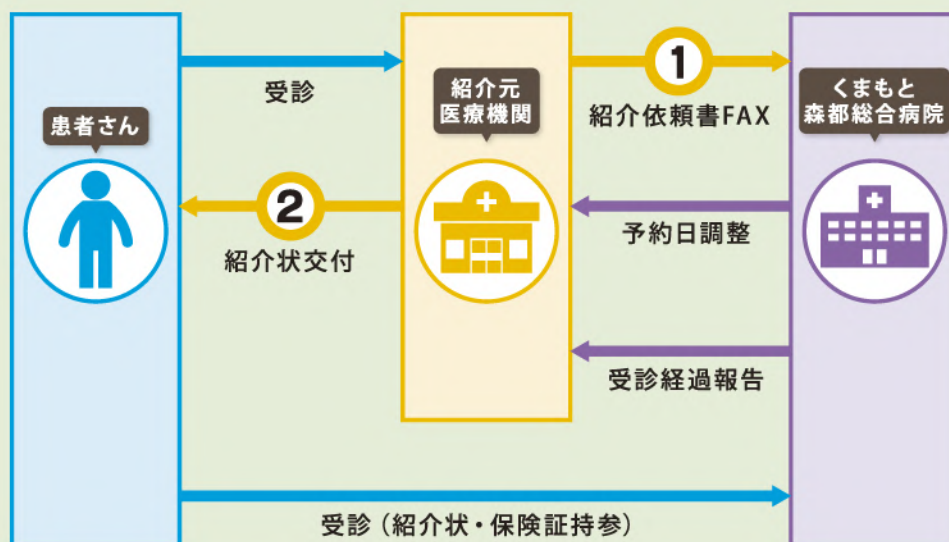 患者さん
受診
紹介元
医療機関
1
紹介依頼書FAX
くまもと
森都総合病院
2
紹介状交付
予約日調整
受診経過報告
受診（紹介状・保険証持参）